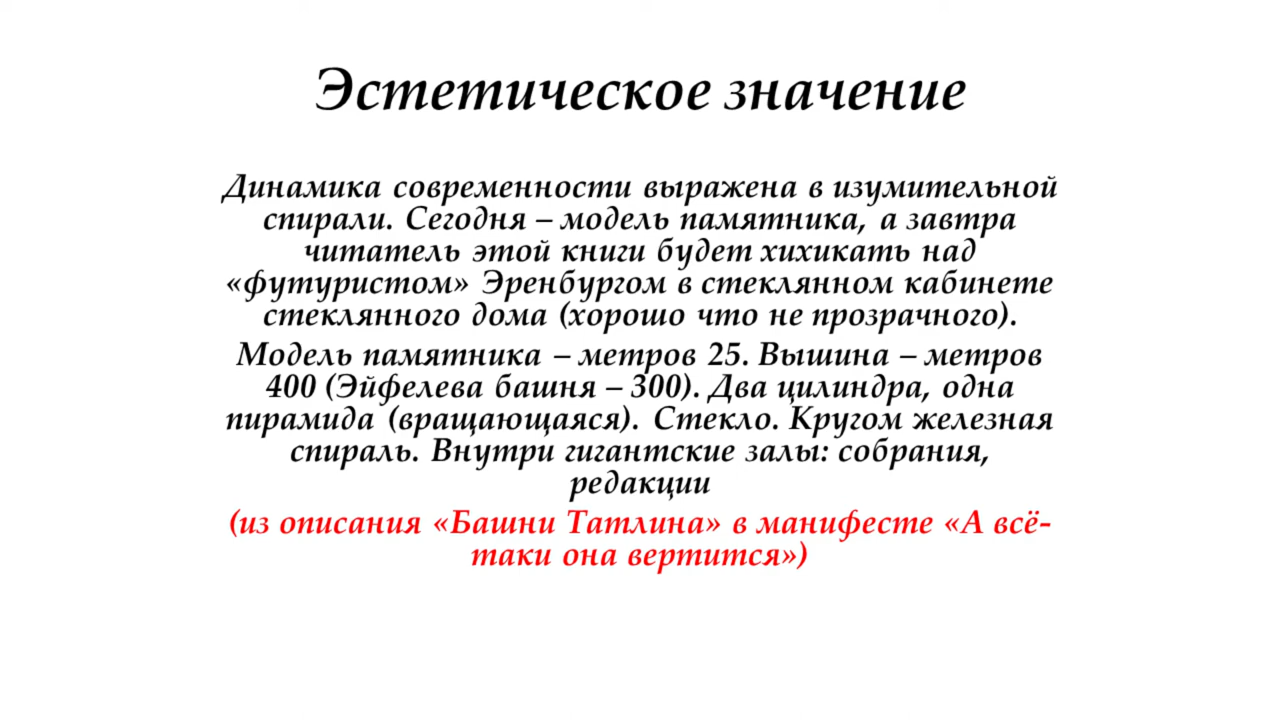 Эстетическое значение
Динамика современности выражена в изумительной
спирали. Сегодня – модель памятника, а завтра
читатель этой книги будет хихикать над
«футуристом» Эренбургом в стеклянном кабинете
стеклянного дома (хорошо что не прозрачного).
Модель памятника – метров 25. Вышина – метров
400 (Эйфелева башня – 300). Два цилиндра, одна
пирамида (вращающаяся). Стекло. Кругом железная
спираль. Внутри гигантские залы: собрания,
редакции
(из описания «Башни Татлина» в манифесте «А всё-
таки она вертится»)